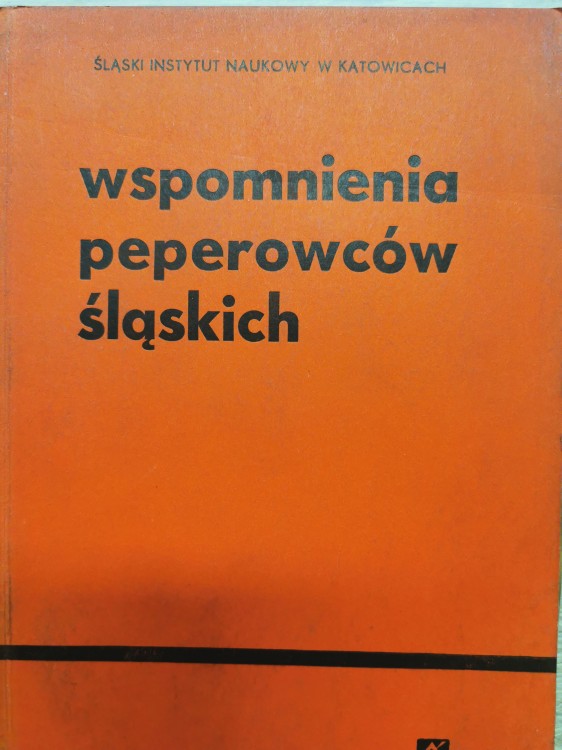 ŚLĄSKI INSTYTUT NAUKOWY W KATOWICACH
wspomnienia
peperowców
śląskich